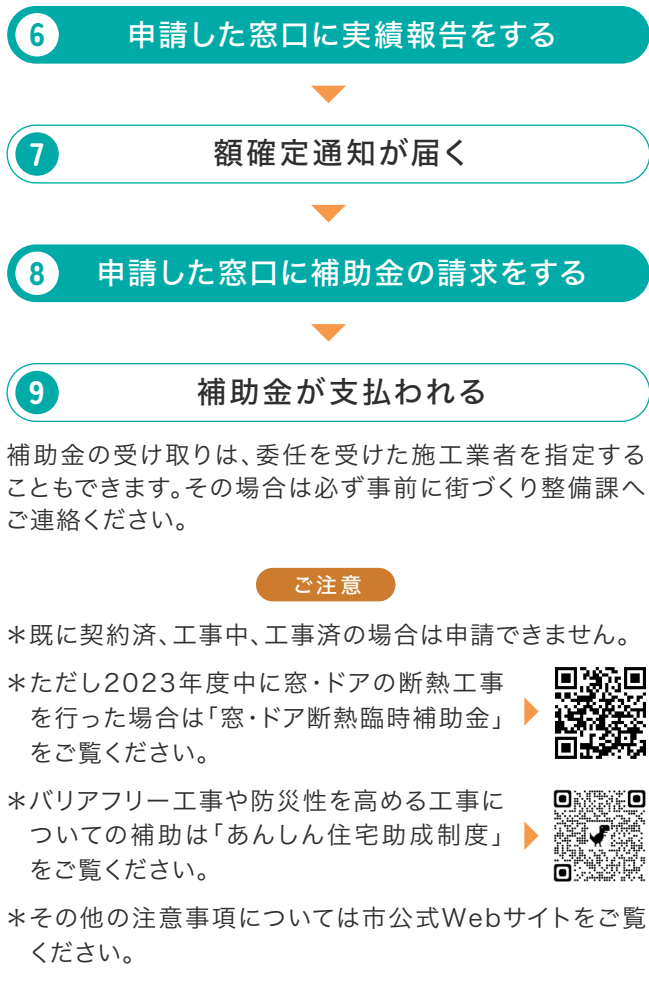 6 申請した窓口に実績報告をする
7 額確定通知が届く
8 申請した窓口に補助金の請求をする
9 補助金が支払われる
補助金の受け取りは、委任を受けた施工業者を指定する
こともできます。その場合は必ず事前に街づくり整備課へ
ご連絡ください。
ご注意
＊既に契約済、工事中、工事済の場合は申請できません。
＊ただし2023年度中に窓・ドアの断熱工事
を行った場合は「窓・ドア断熱臨時補助金」
をご覧ください。
＊バリアフリー工事や防災性を高める工事に
ついての補助は「あんしん住宅助成制度」
をご覧ください。
＊その他の注意事項については市公式Webサイトをご覧
ください。